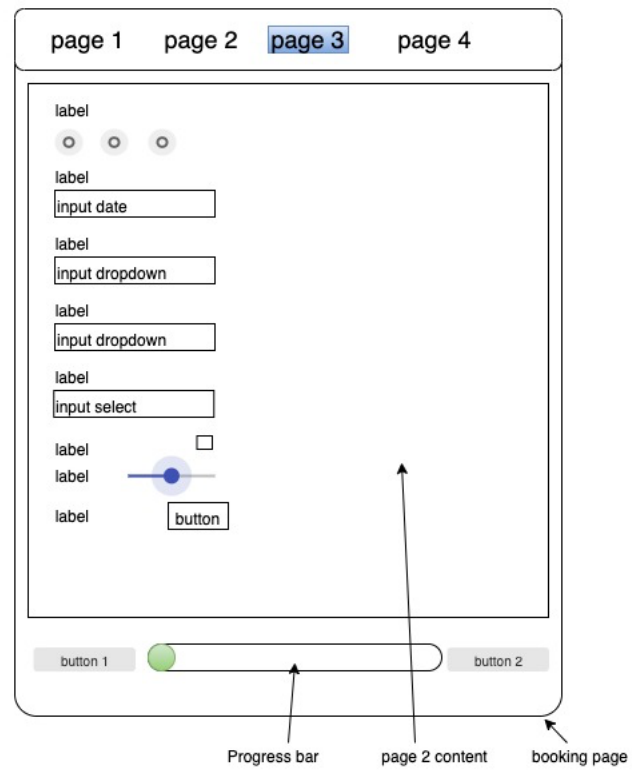 page 1 page 2 page 3 page 4
label
label
input date
label
input dropdown
label
input dropdown
label
input select
label
label
label button
button 1 button 2
Progress bar page 2 content booking page